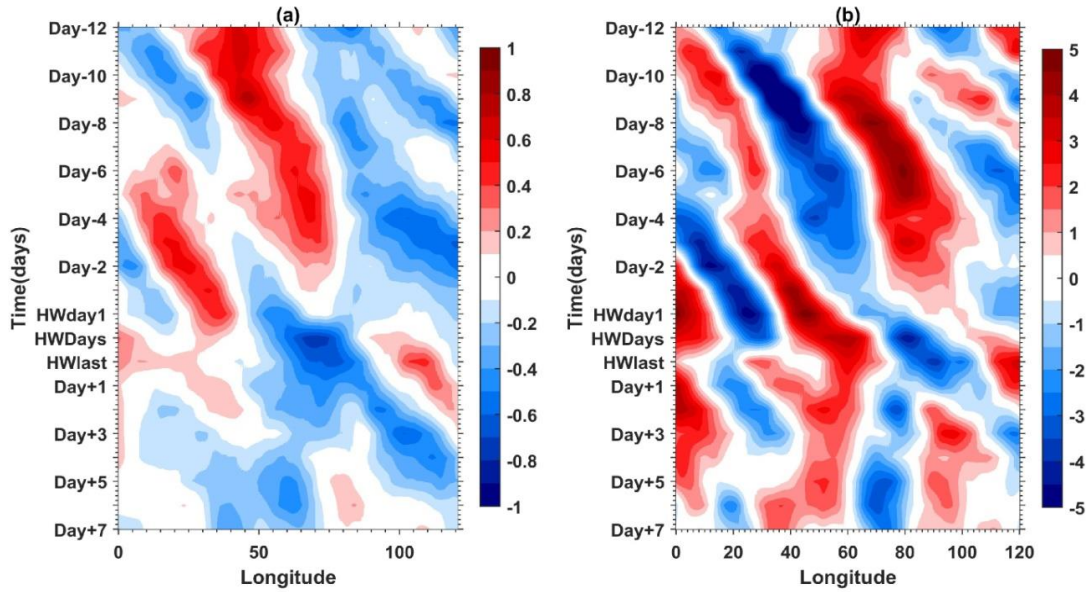 (a)
Day-12
Day-10
Day-8
Day-6
Day-4
Day-2
HWday1
HWDays
HWlast
Day+1
Day+3
Day+5
Day+7
Time(days)
0
50
100
Longitude
1
0.8
0.6
0.4
0.2
0
-0.2
-0.4
-0.6
-0.8
-1
(b)
Day-12
Day-10
Day-8
Day-6
Day-4
Day-2
HWday1
HWDays
HWlast
Day+1
Day+3
Day+5
Day+7
Time(days)
0
20
40
60
80
100
120
Longitude
5
4
3
2
1
0
-1
-2
-3
-4
-5